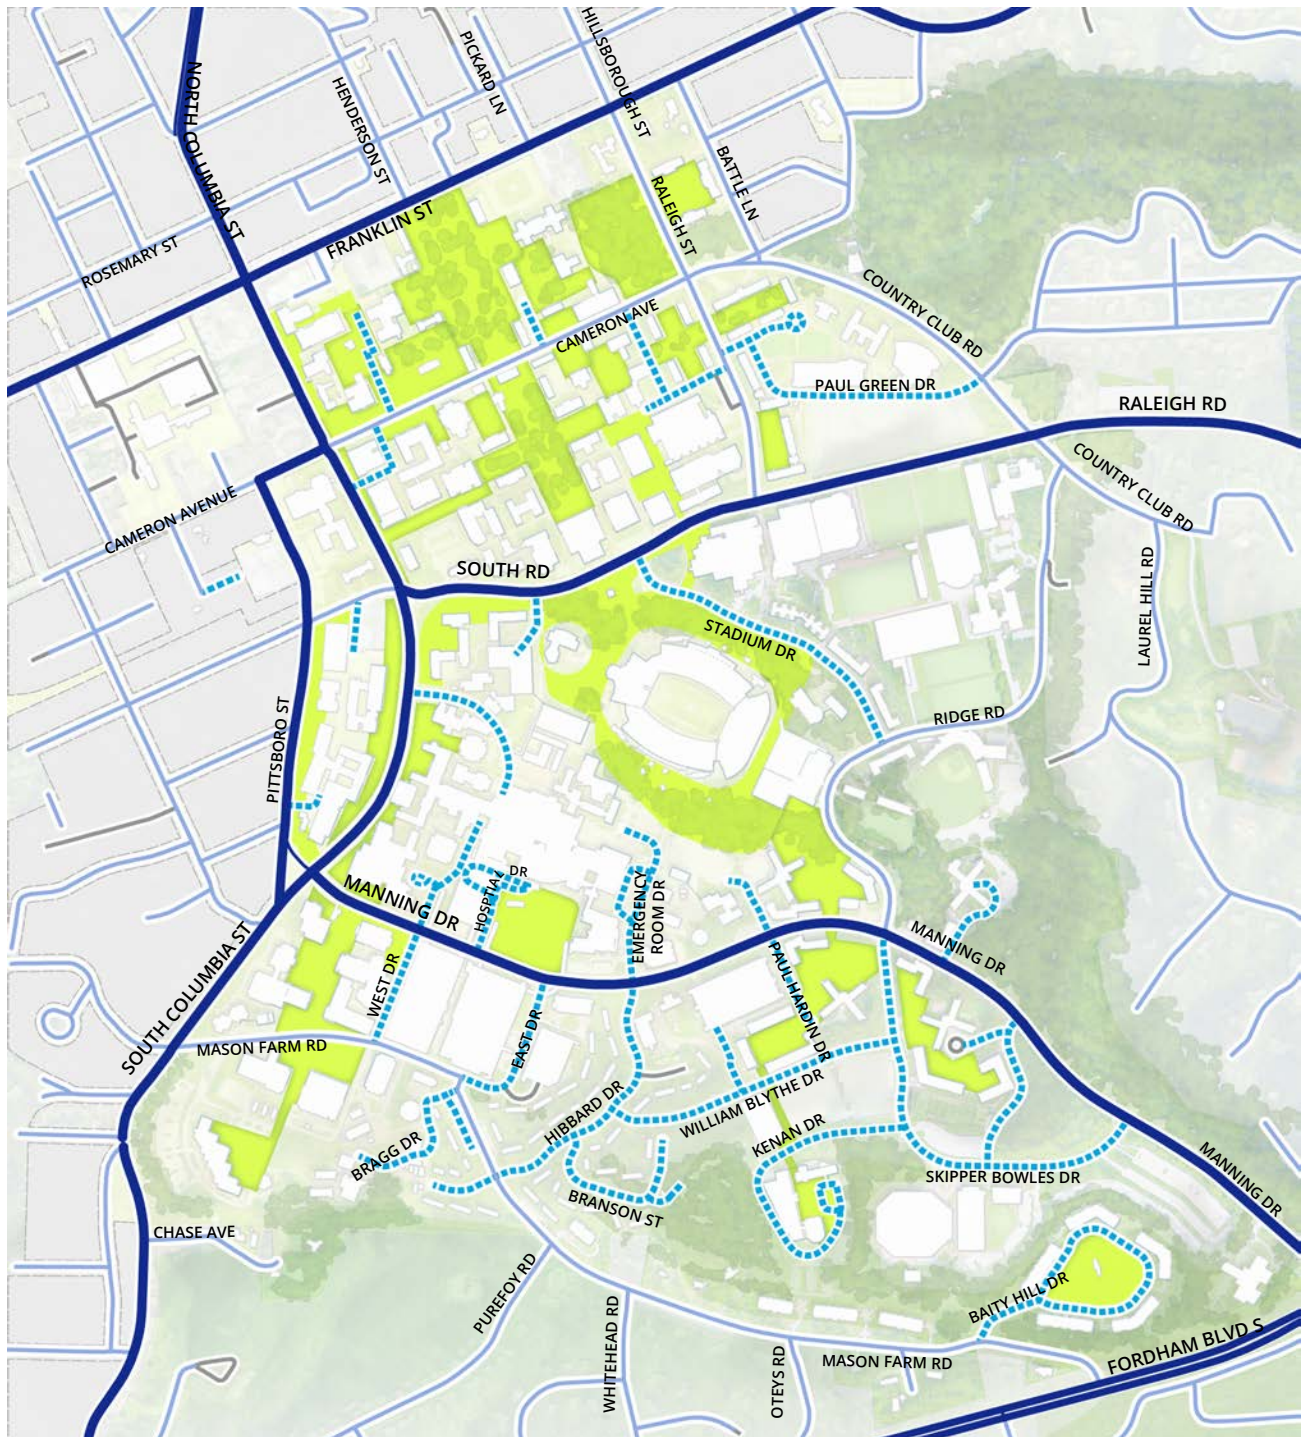 HILLSBOROUGH ST
PICKARD LN
NORTH COLUMBIA ST
HENDERSON ST
BATTLE LN
RALEIGH ST
FRANKLIN ST
ROSEMARY ST
COUNTRY CLUB RD
CAMERON AVE
PAUL GREEN DR
RALEIGH RD
COUNTRY CLUB RD
CAMERON AVENUE
SOUTH RD
LAUREL HILL RD
STADIUM DR
RIDGE RD
PITTSBORO ST
MANNING DR
HOSPTIAL
DR
EMERGENCY
ROOM DR
MANNING DR
SOUTH COLUMBIA ST
WEST DR
PAUL HARDIN DR
EAST DR
MASON FARM RD
HIBBARD DR
WILLIAM BLYTHE DR
KENAN DR
BRAGG DR
SKIPPER BOWLES DR
MANNING DR
BRANSON ST
CHASE AVE
PUREFOY RD
BAITY HILL DR
WHITEHEAD RD
OTEYS RD
MASON FARM RD
FORDHAM BLVD S